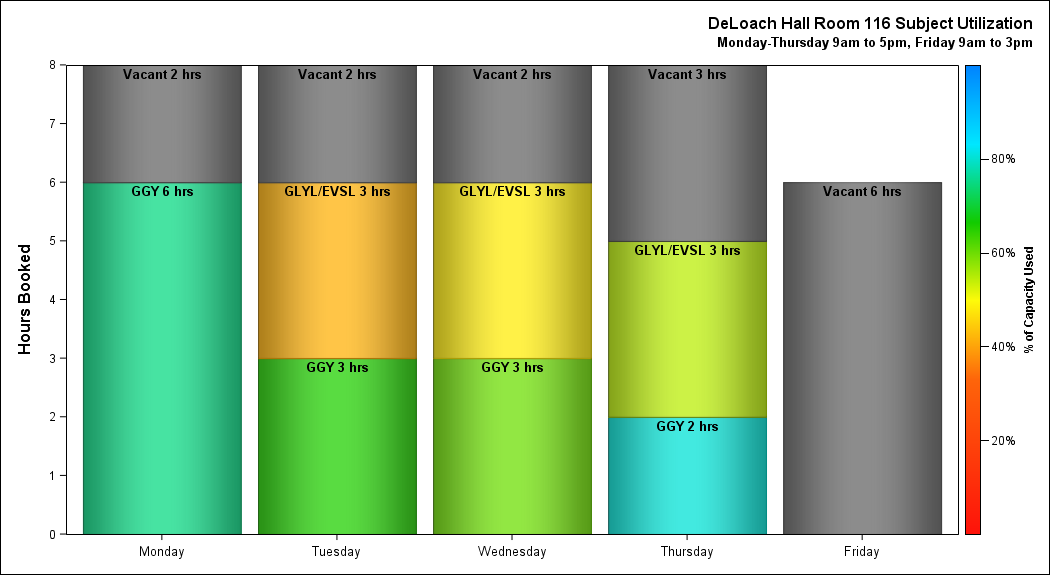 DeLoach Hall Room 116 Subject Utilization
Monday-Thursday 9am to 5pm, Friday 9am to 3pm
Hours Booked
8
7
6
5
4
3
2
1
0
Vacant 2 hrs
GGY 6 hrs
Vacant 2 hrs
GLYL/EVSL 3 hrs
GGY 3 hrs
Vacant 2 hrs
GLYL/EVSL 3 hrs
GGY 3 hrs
Vacant 3 hrs
GLYL/EVSL 3 hrs
GGY 2 hrs
Vacant 6 hrs
Monday
Tuesday
Wednesday
Thursday
Friday
80%
60%
40%
20%
% of Capacity Used